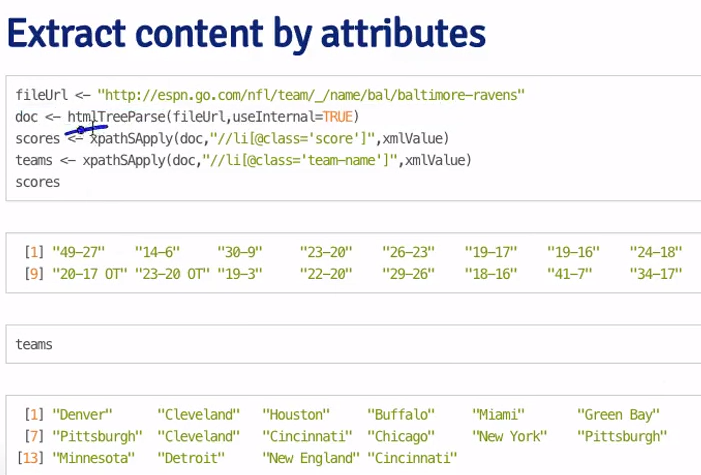 Extract content by attributes
fileUrl <- "http://espn.go.com/nfl/team/_/name/bal/baltimore-ravens"
doc <- htmlTreeParse(fileUrl,useInternal=TRUE)
scores <- xpathSApply(doc,"//li[@class='score']",xmlValue)
teams <- xpathSApply(doc,"//li[@class='team-name']",xmlValue)
scores
[1] "49-27" "14-6" "30-9" "23-20" "26-23" "19-17" "19-16" "24-18"
[9] "20-17 OT" "23-20 OT" "19-3" "22-20" "29-26" "18-16" "41-7" "34-17"
teams
[1] "Denver" "Cleveland" "Houston" "Buffalo" "Miami" "Green Bay"
[7] "Pittsburgh" "Cleveland" "Cincinnati" "Chicago" "New York" "Pittsburgh"
[13] "Minnesota" "Detroit" "New England" "Cincinnati"